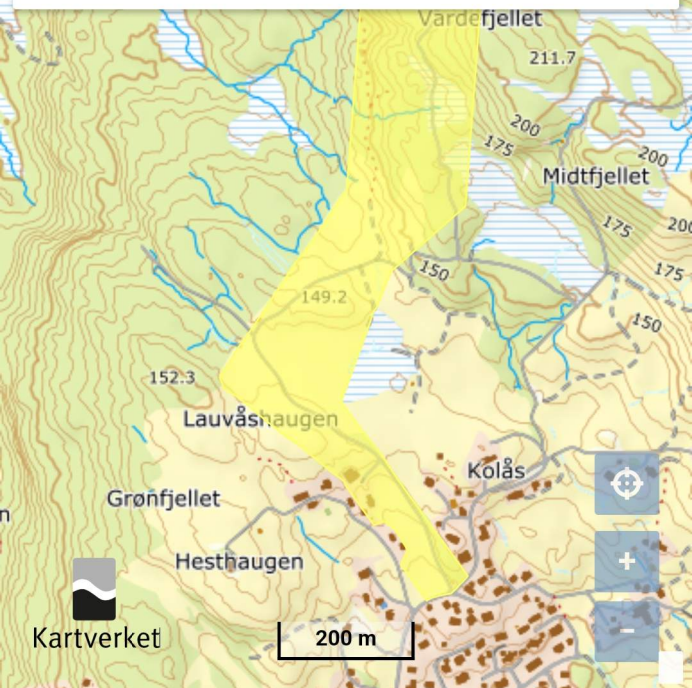 Vardefjellet
211.7
200
175
200
Midtfjellet
175
200
150
175
149.2
150
152.3
Lauvåshaugen
Kolås
Grønfjellet
n
Hesthaugen
+
Kartverket
200 m
−